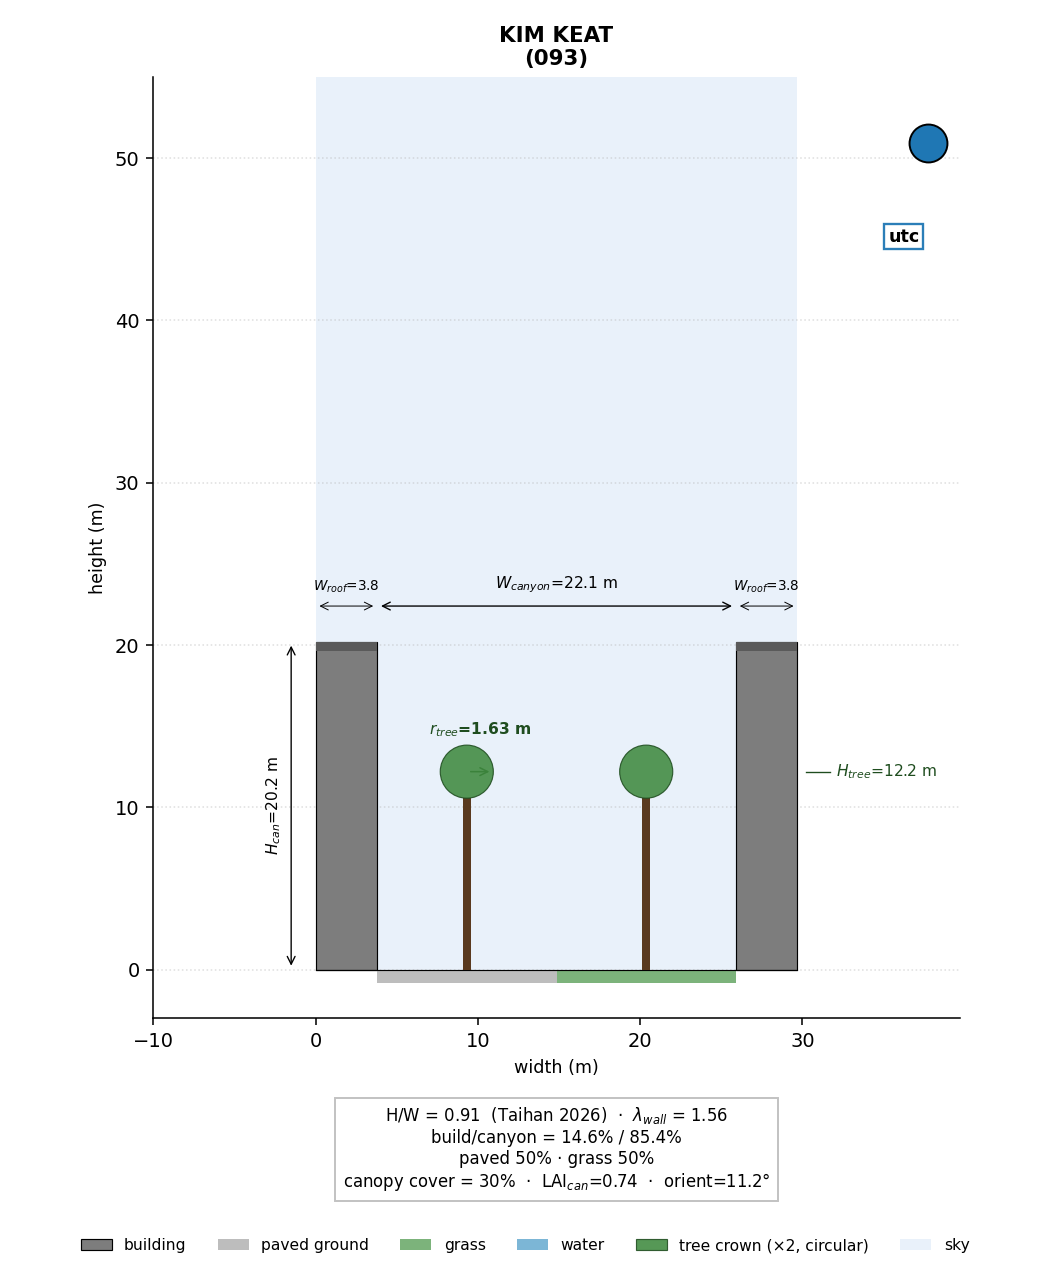 KIM KEAT
(093)
50
40
30
20
10
0
height (m)
utc
W_roof=3.8
W_canyon=22.1 m
W_roof=3.8
r_tree=1.63 m
H_tree=12.2 m
H_can=20.2 m
−10
0
10
20
30
width (m)
H/W = 0.91 (Taihan 2026) · λ_wall = 1.56
build/canyon = 14.6% / 85.4%
paved 50% · grass 50%
canopy cover = 30% · LAI_can=0.74 · orient=11.2°
building
paved ground
grass
water
tree crown (×2, circular)
sky